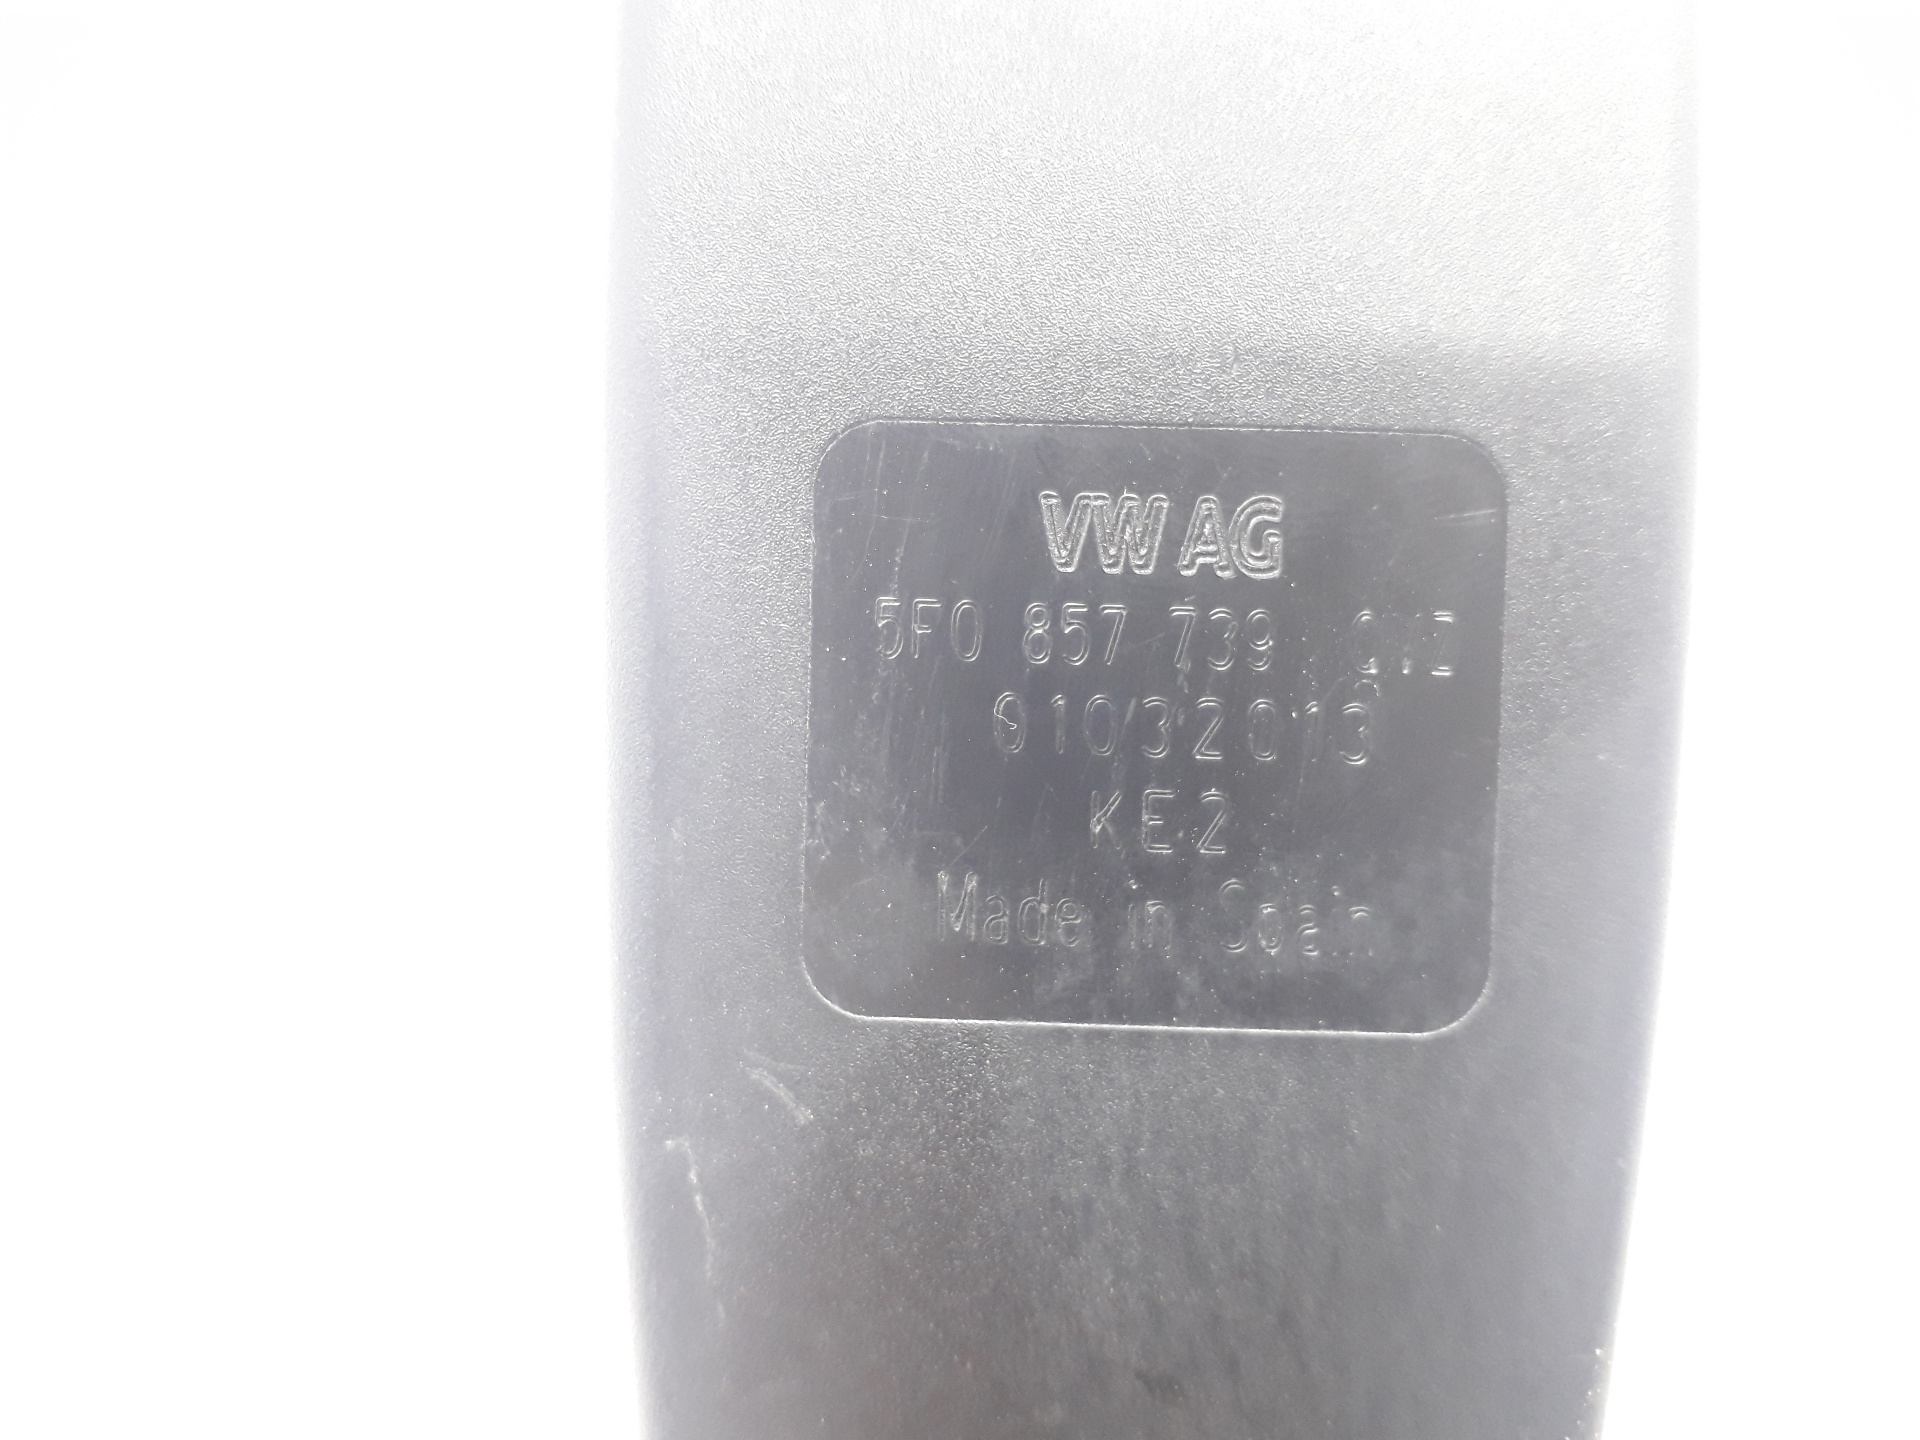 VW AG
5F0 857 739
01032013
KE2
Made in Spain